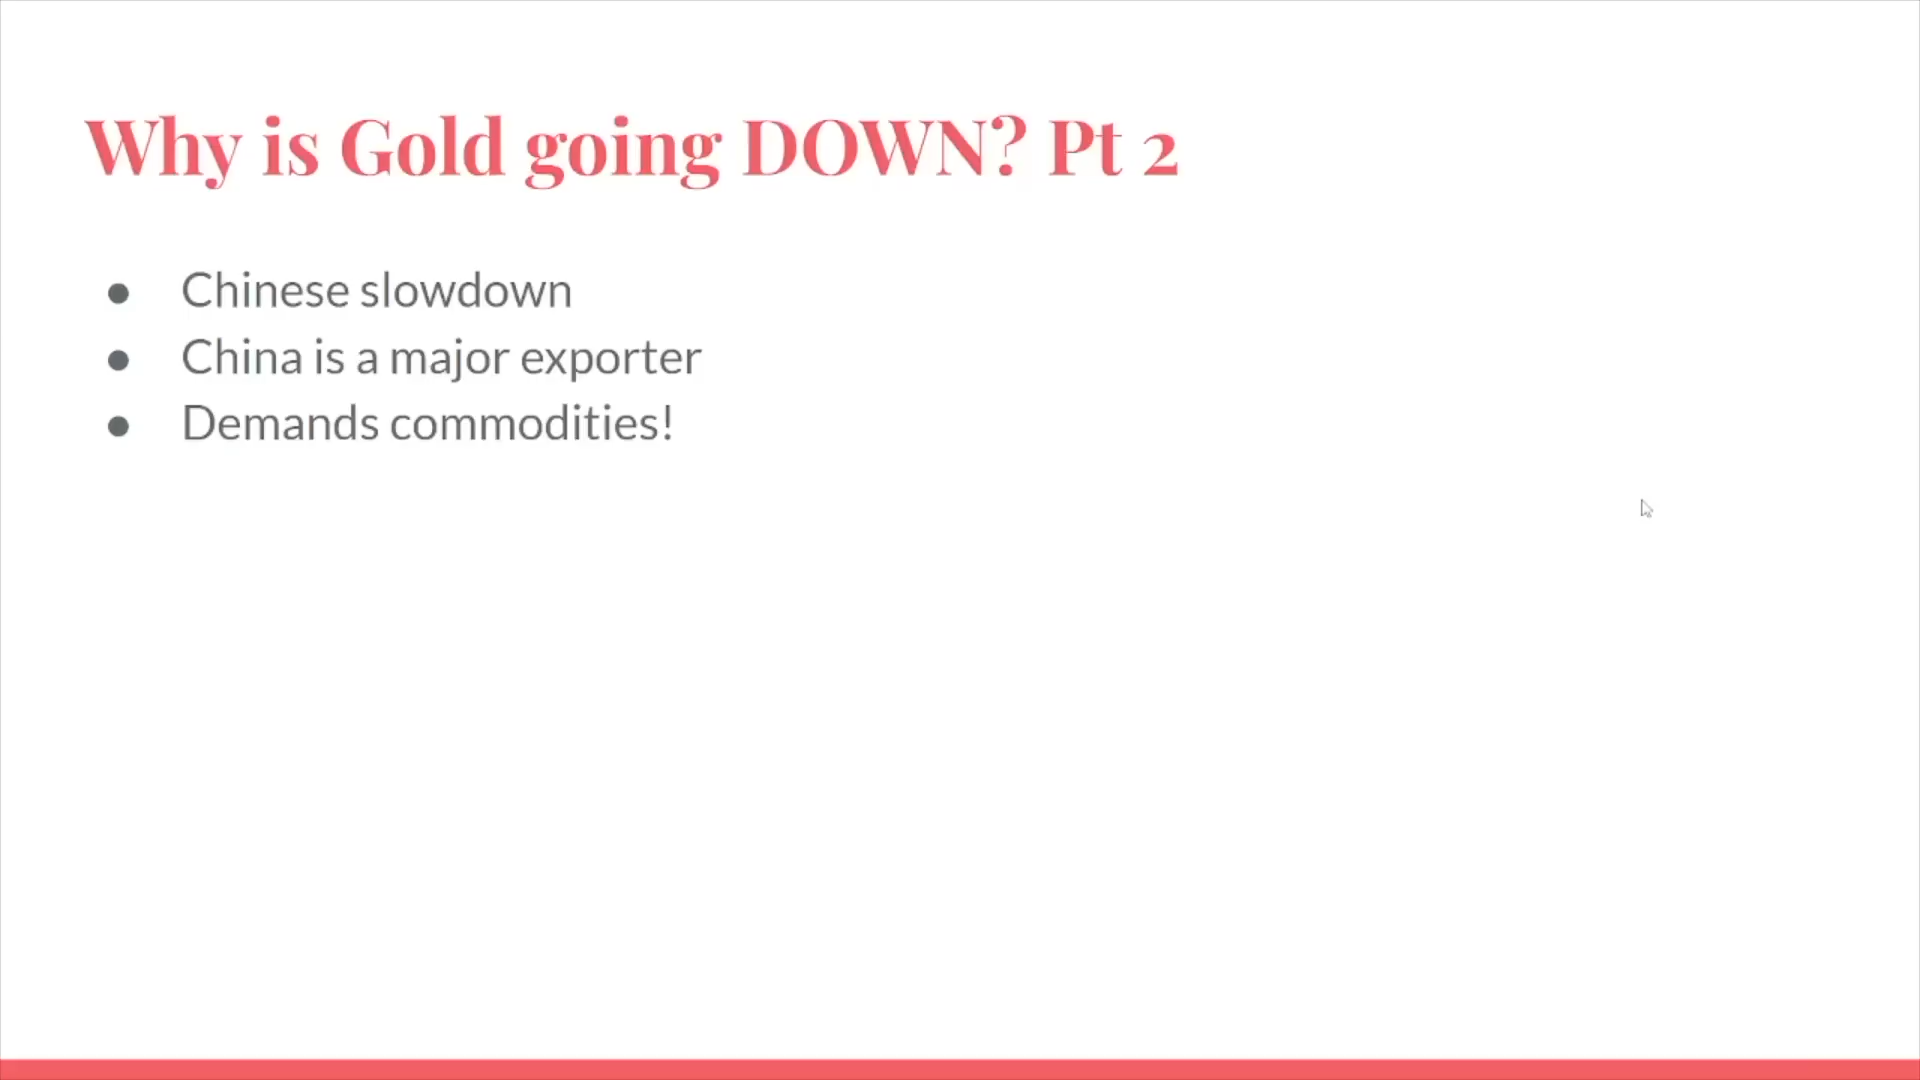 Why is Gold going DOWN? Pt 2
● Chinese slowdown
● China is a major exporter
● Demands commodities!